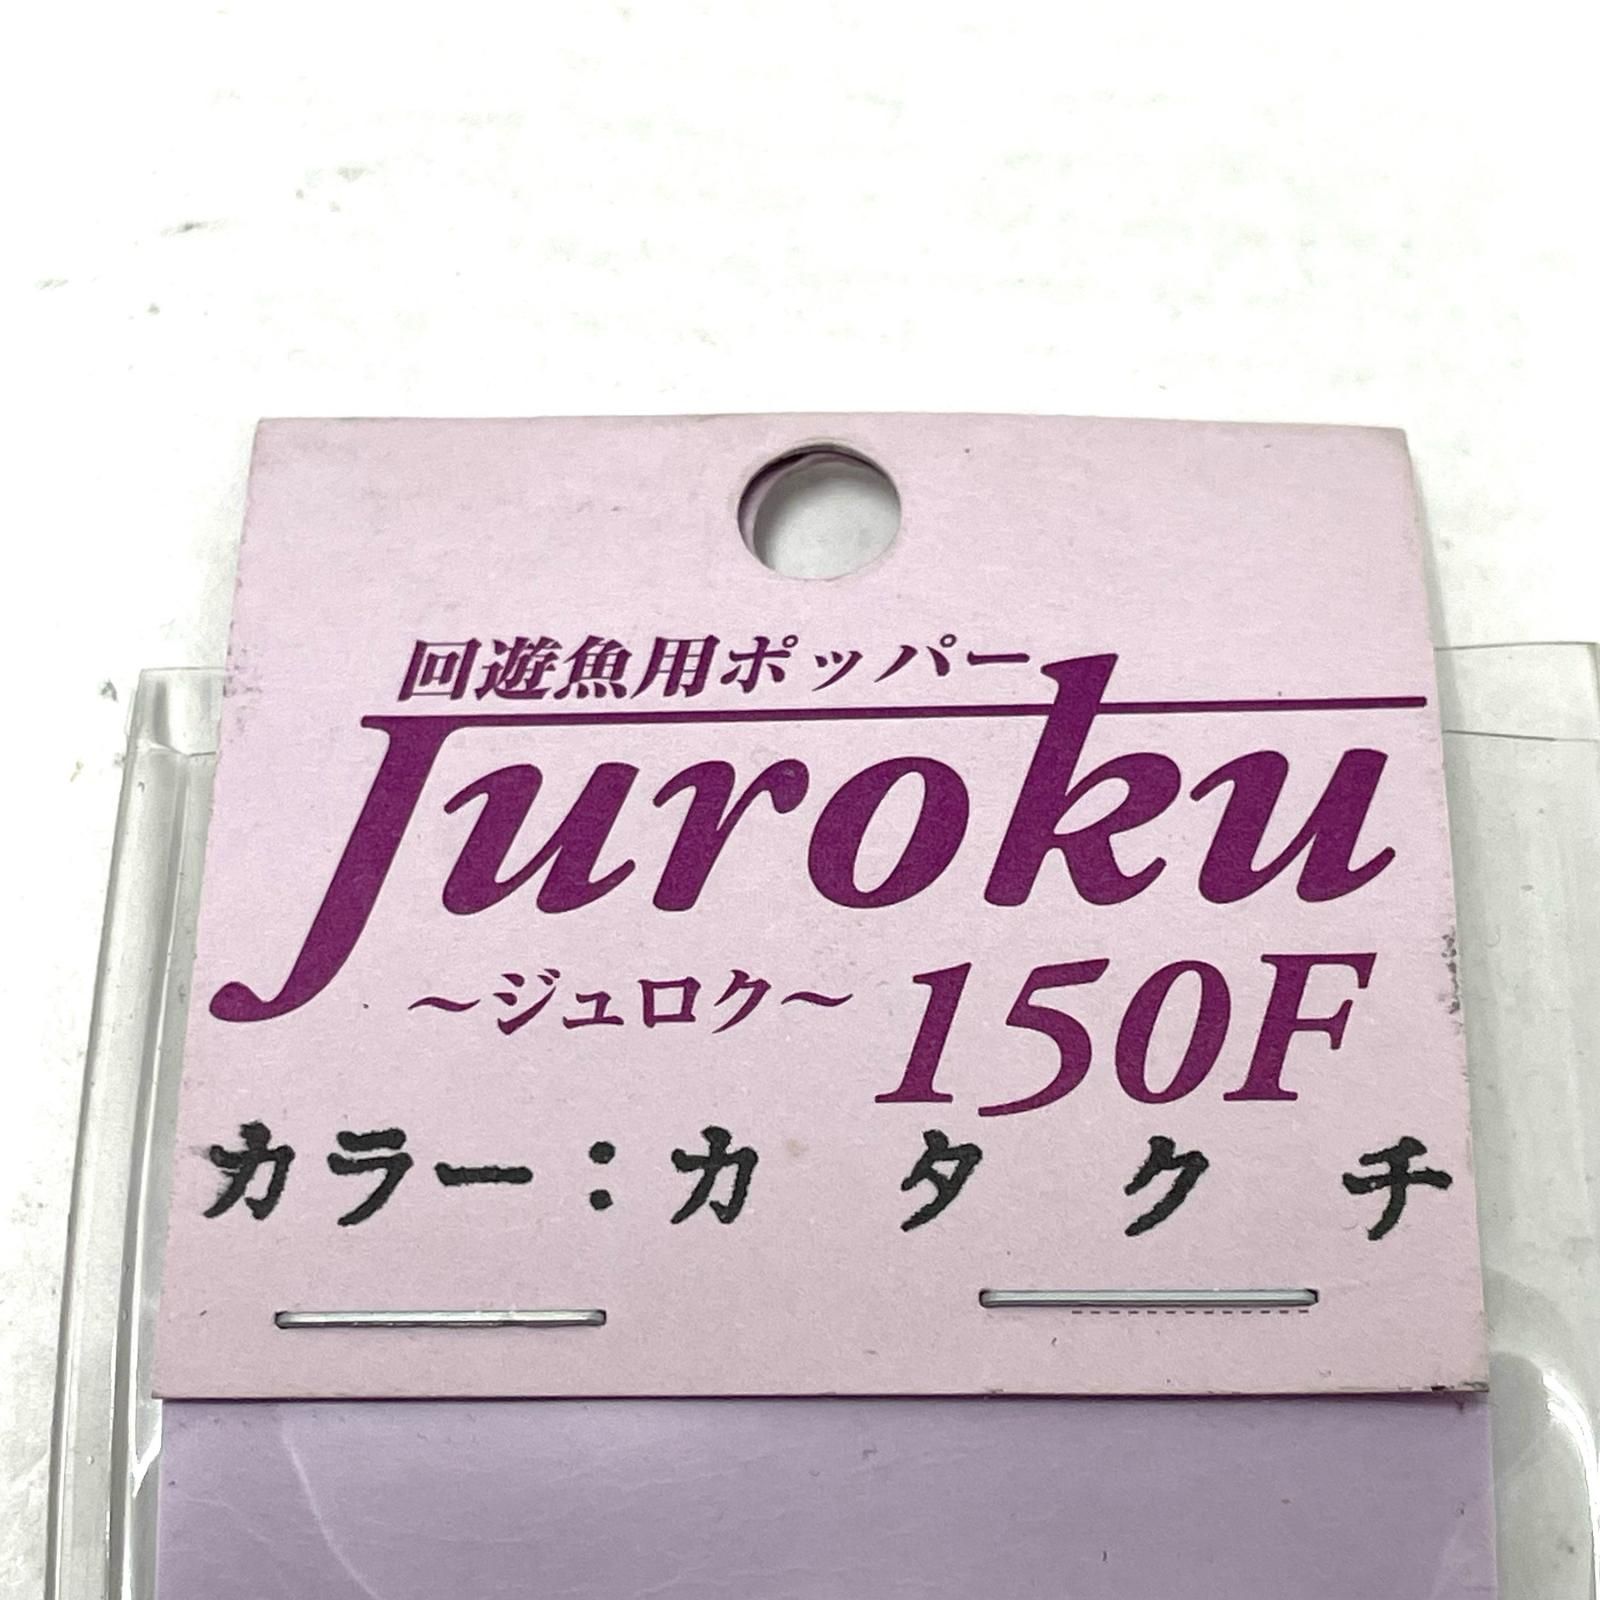 回遊魚用ポッパー
Juroku
～ジュロク～ 150F
カラー：カタクチ